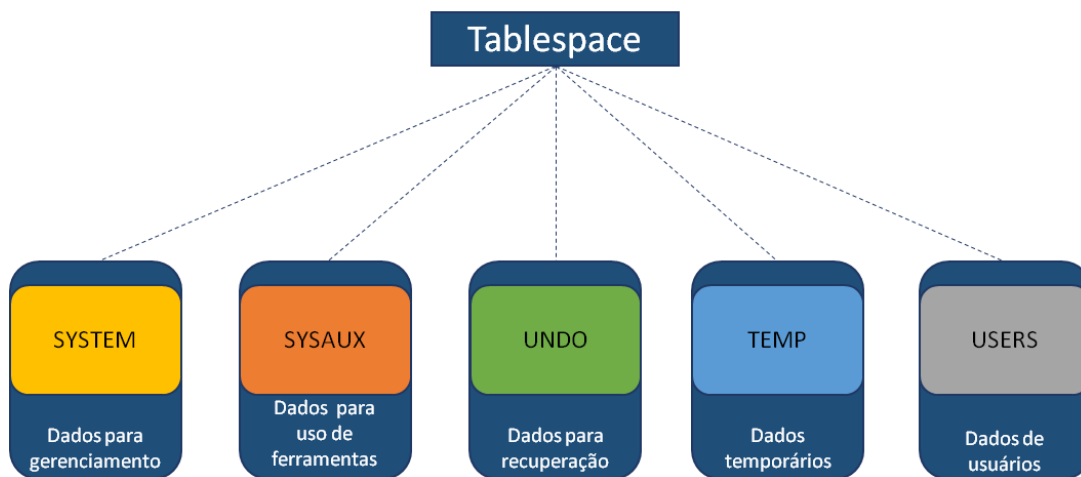 Tablespace
SYSTEM
Dados para
gerenciamento
SYSAUX
Dados para
uso de
ferramentas
UNDO
Dados para
recuperação
TEMP
Dados
temporários
USERS
Dados de
usuários